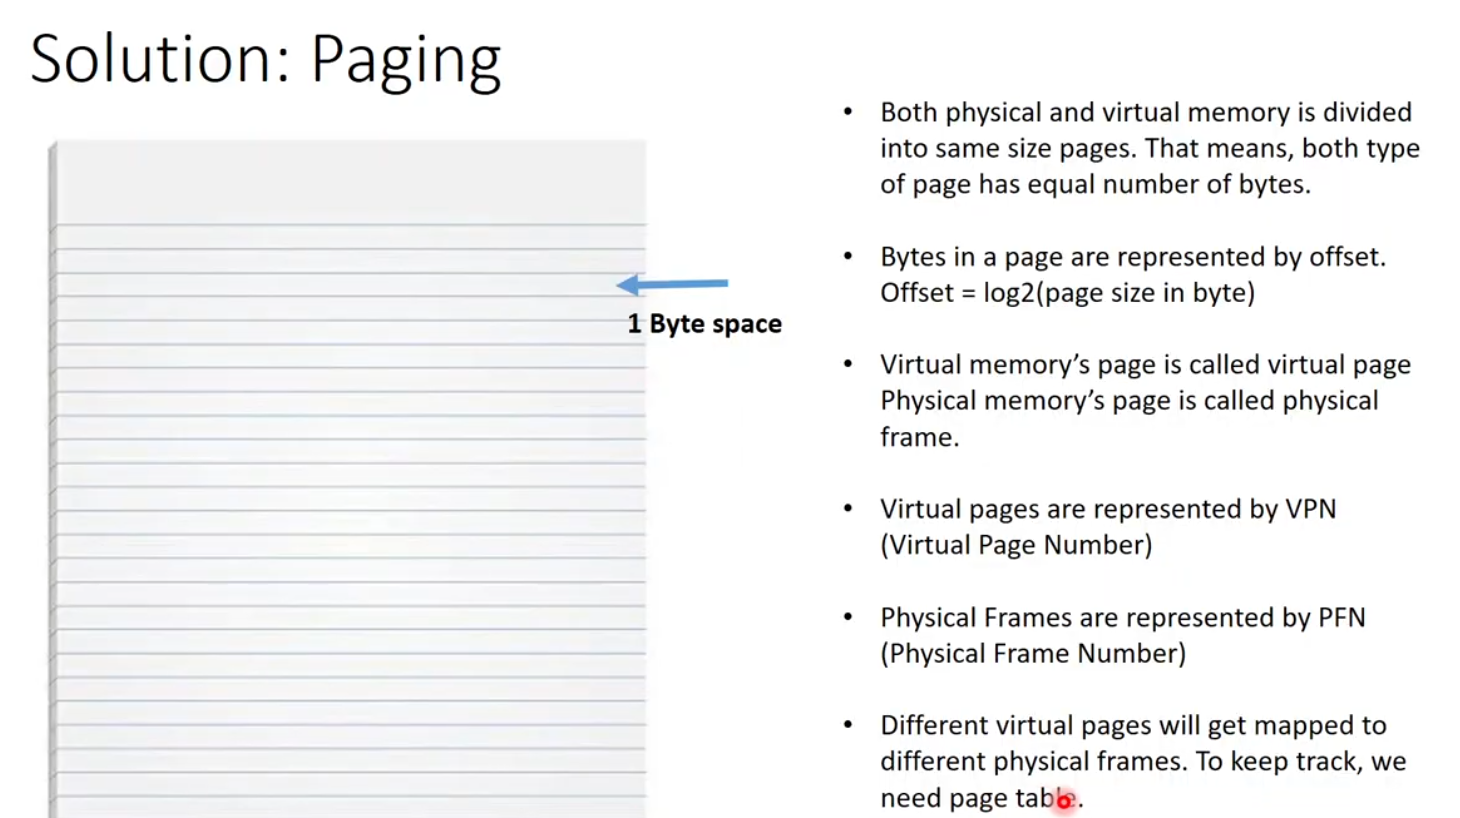 Solution: Paging
1 Byte space
• Both physical and virtual memory is divided
into same size pages. That means, both type
of page has equal number of bytes.
• Bytes in a page are represented by offset.
Offset = log2(page size in byte)
• Virtual memory’s page is called virtual page
Physical memory’s page is called physical
frame.
• Virtual pages are represented by VPN
(Virtual Page Number)
• Physical Frames are represented by PFN
(Physical Frame Number)
• Different virtual pages will get mapped to
different physical frames. To keep track, we
need page table.